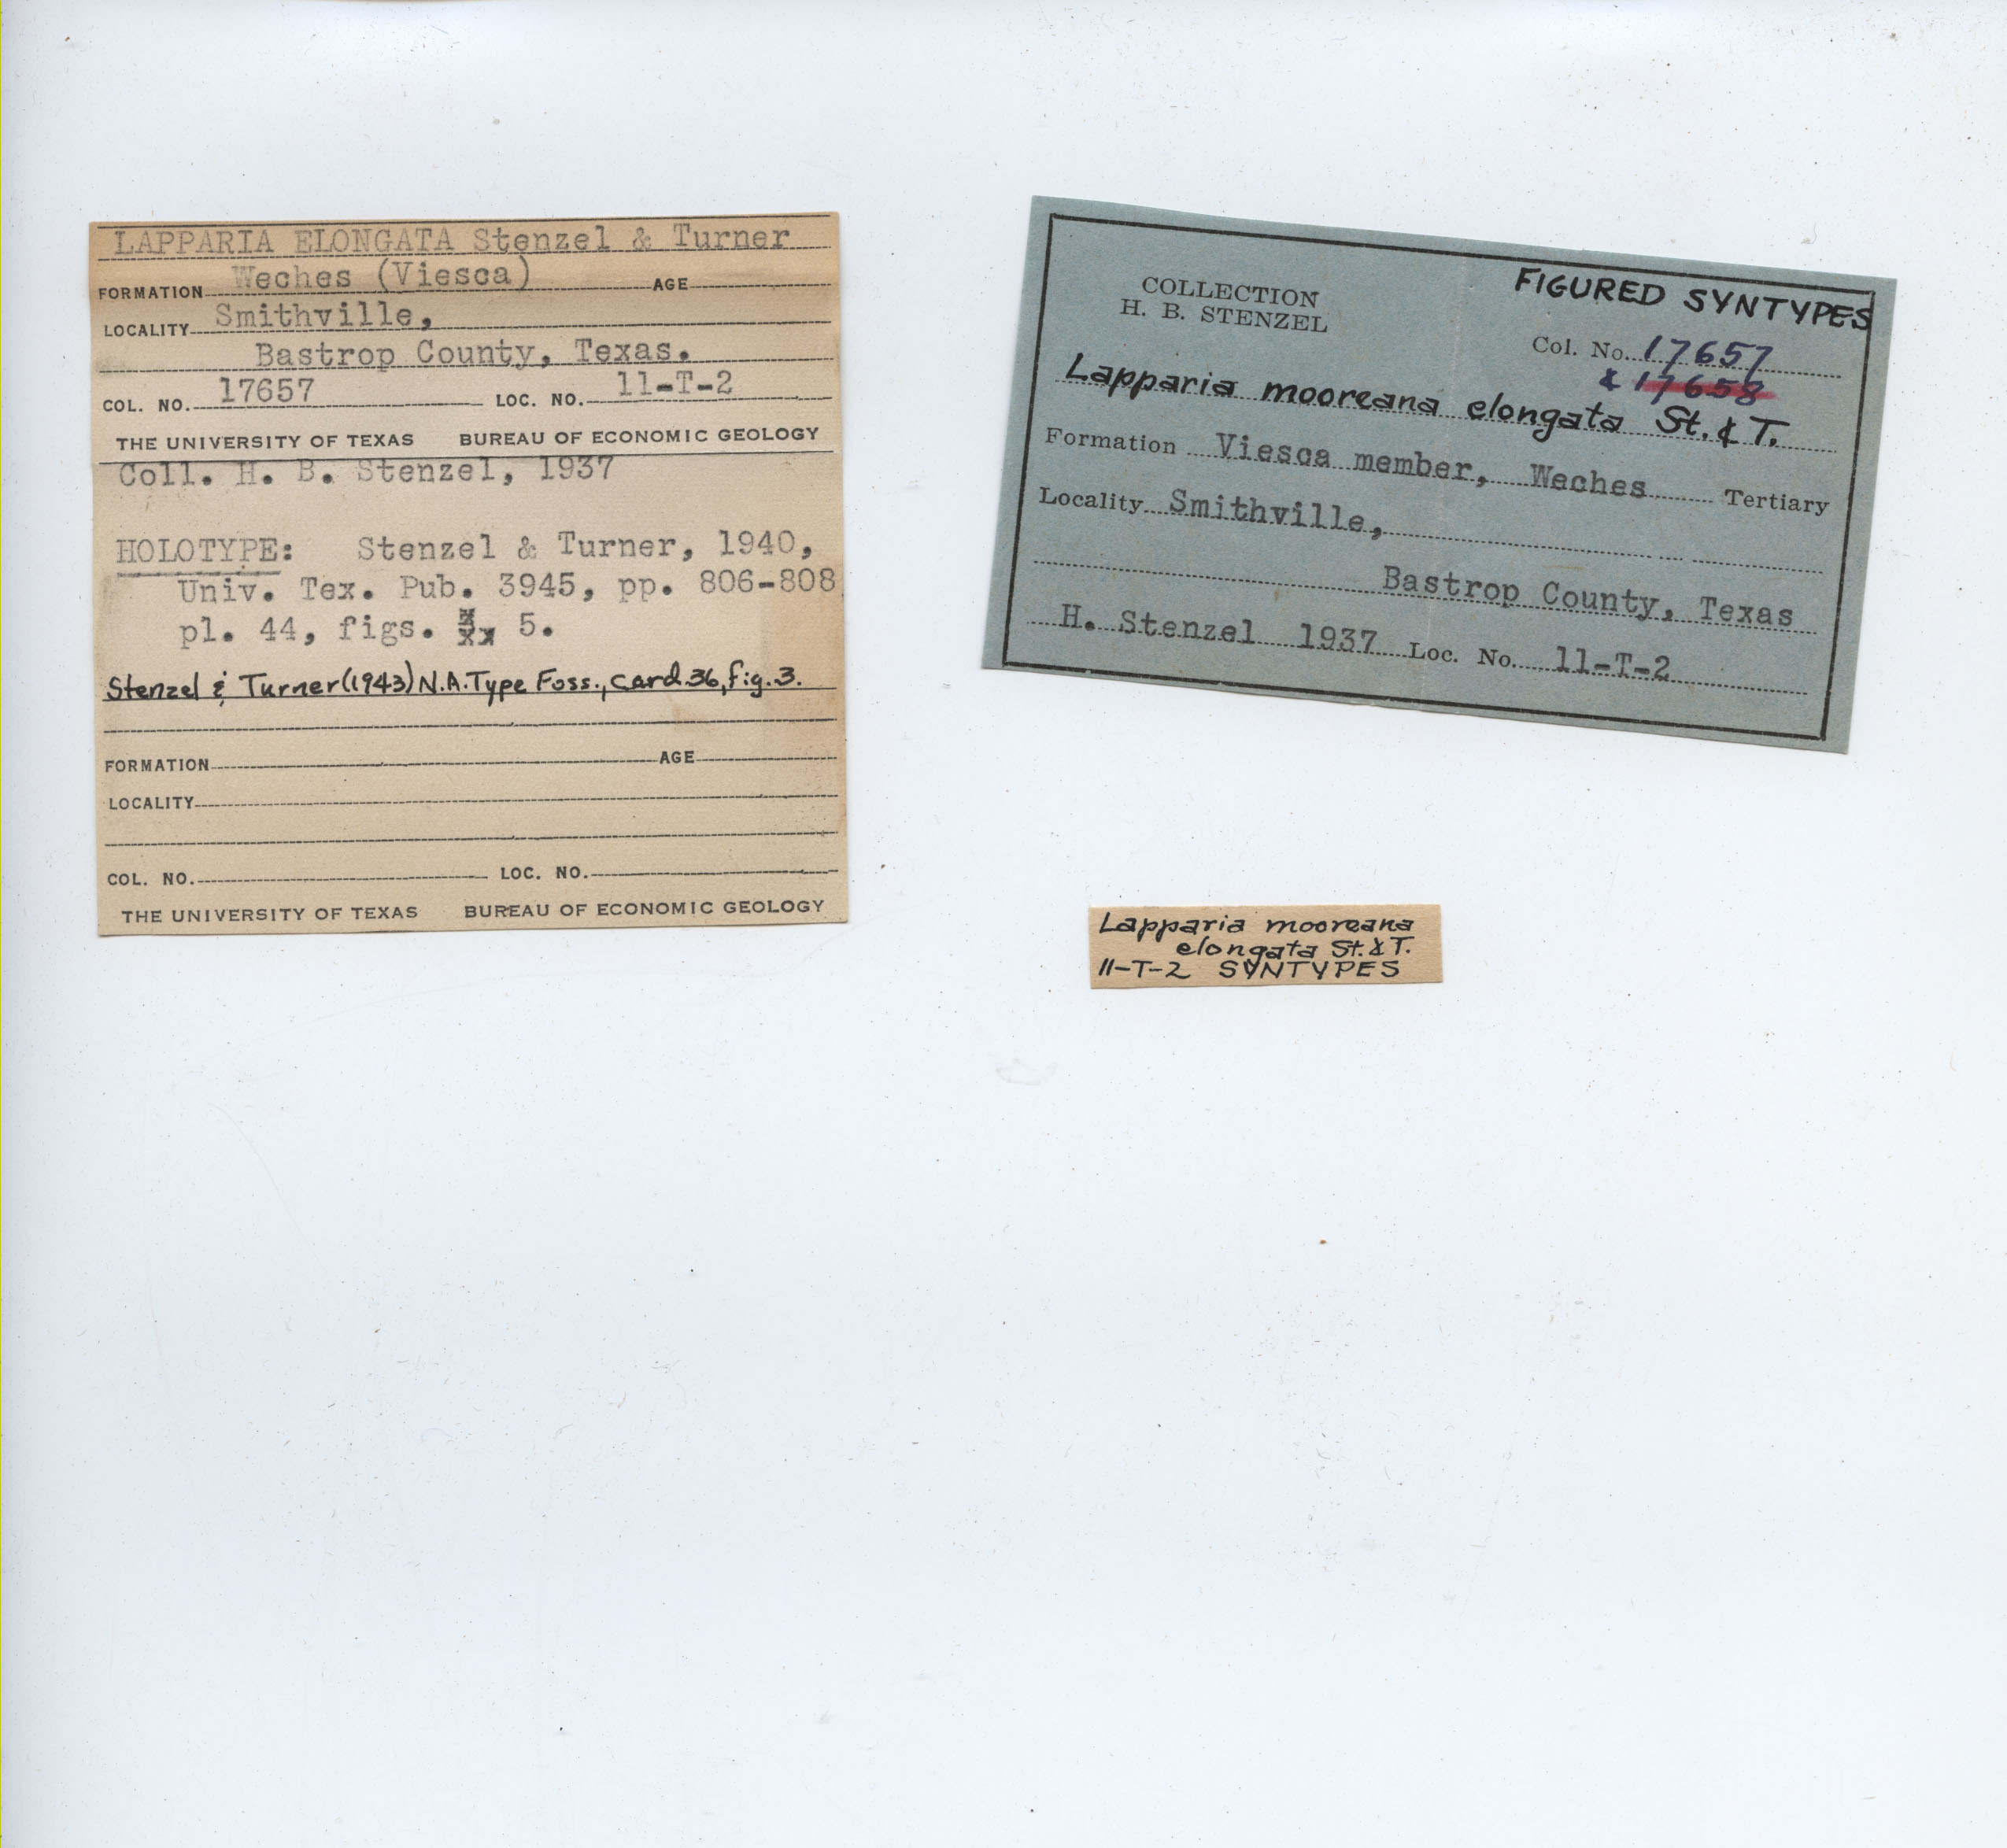 LAPPARIA ELONGATA Stenzel & Turner
FORMATION Weches (Viesca) AGE
LOCALITY Smithville,
Bastrop County, Texas.
COL. NO. 17657 LOC. NO. 11-T-2
THE UNIVERSITY OF TEXAS BUREAU OF ECONOMIC GEOLOGY
Coll. H. B. Stenzel, 1937
HOLOTYPE: Stenzel & Turner, 1940,
Univ. Tex. Pub. 3945, pp. 806-808
pl. 44, figs. 5.
Stenzel & Turner (1943) N.A. Type Foss., card 36, fig. 3.
FORMATION AGE
LOCALITY
COL. NO. LOC. NO.
THE UNIVERSITY OF TEXAS BUREAU OF ECONOMIC GEOLOGY
FIGURED SYNTYPES
COLLECTION
H. B. STENZEL
Col. No. 17657
& 17658
Lapparia mooreana elongata St. & T.
Formation Viesca member, Weches Tertiary
Locality Smithville,
Bastrop County, Texas
H. Stenzel 1937 Loc. No. 11-T-2
Lapparia mooreana
elongata St. & T.
11-T-2 SYNTYPES